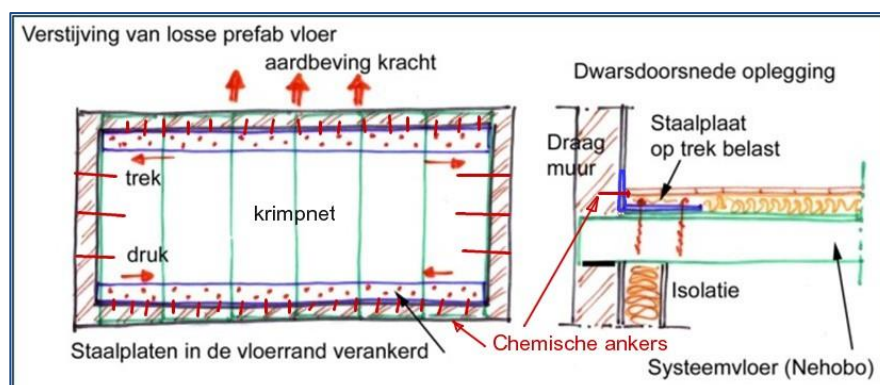 Verstijving van losse prefab vloer
aardbeving kracht
trek
krimpnet
druk
Staalplaten in de vloerrand verankerd
Dwarsdoorsnede oplegging
Draag
muur
Staalplaat
op trek belast
Isolatie
Chemische ankers
Systeemvloer (Nehobo)